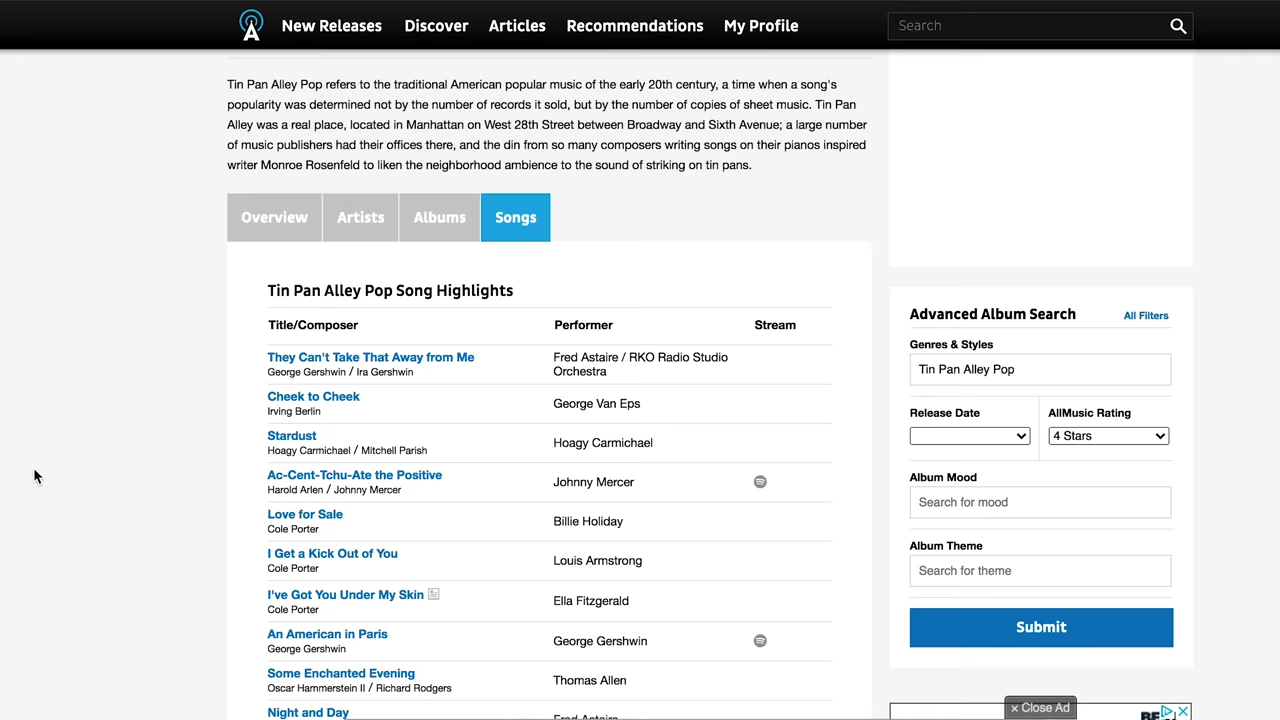 New Releases Discover Articles Recommendations My Profile Search
Tin Pan Alley Pop refers to the traditional American popular music of the early 20th century, a time when a song's
popularity was determined not by the number of records it sold, but by the number of copies of sheet music. Tin Pan
Alley was a real place, located in Manhattan on West 28th Street between Broadway and Sixth Avenue; a large number
of music publishers had their offices there, and the din from so many composers writing songs on their pianos inspired
writer Monroe Rosenfeld to liken the neighborhood ambience to the sound of striking on tin pans.
Overview Artists Albums Songs
Tin Pan Alley Pop Song Highlights
Title/Composer Performer Stream
They Can't Take That Away from Me
George Gershwin / Ira Gershwin
Fred Astaire / RKO Radio Studio
Orchestra
Cheek to Cheek
Irving Berlin
George Van Eps
Stardust
Hoagy Carmichael / Mitchell Parish
Hoagy Carmichael
Ac-Cent-Tchu-Ate the Positive
Harold Arlen / Johnny Mercer
Johnny Mercer
Love for Sale
Cole Porter
Billie Holiday
I Get a Kick Out of You
Cole Porter
Louis Armstrong
I've Got You Under My Skin
Cole Porter
Ella Fitzgerald
An American in Paris
George Gershwin
George Gershwin
Some Enchanted Evening
Oscar Hammerstein II / Richard Rodgers
Thomas Allen
Night and Day
Fred Astaire
Advanced Album Search All Filters
Genres & Styles
Tin Pan Alley Pop
Release Date AllMusic Rating
4 Stars
Album Mood
Search for mood
Album Theme
Search for theme
Submit
× Close Ad